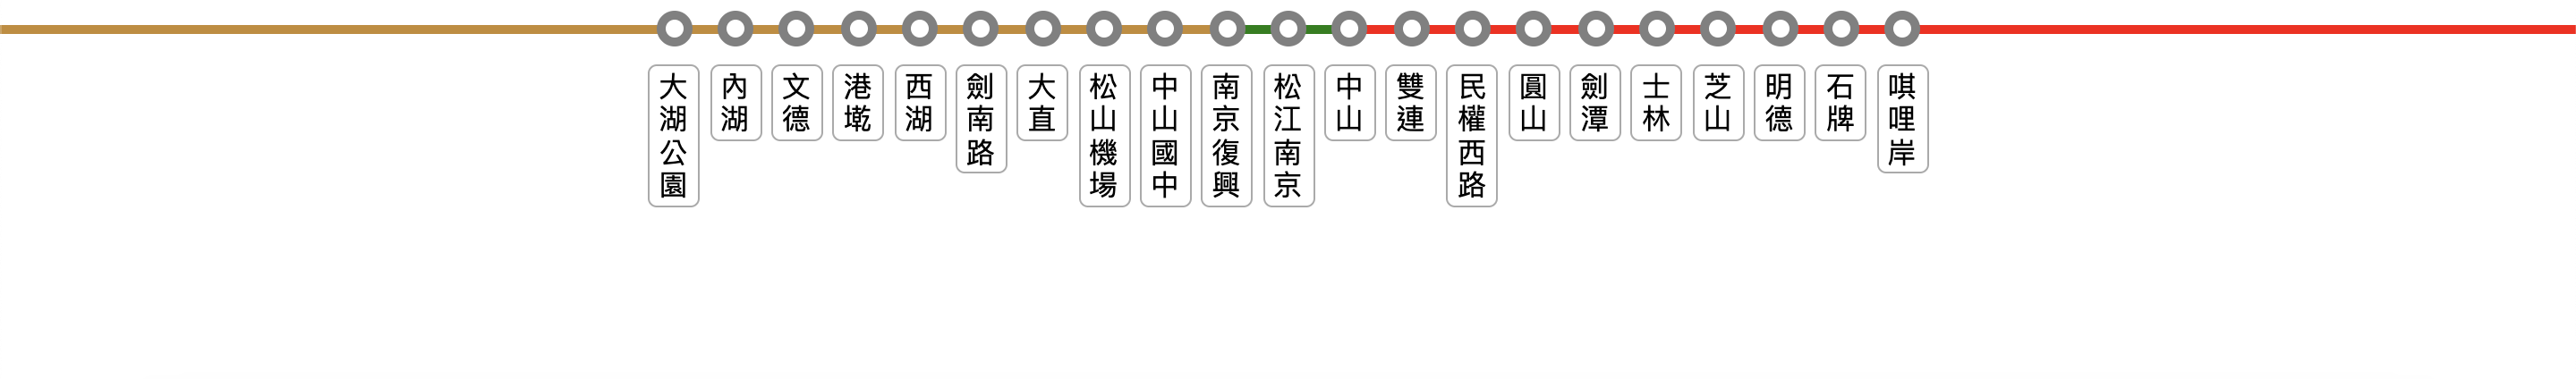 大湖公園
內湖
文德
港墘
西湖
劍南路
大直
松山機場
中山國中
南京復興
松江南京
中山
雙連
民權西路
圓山
劍潭
士林
芝山
明德
石牌
唭哩岸